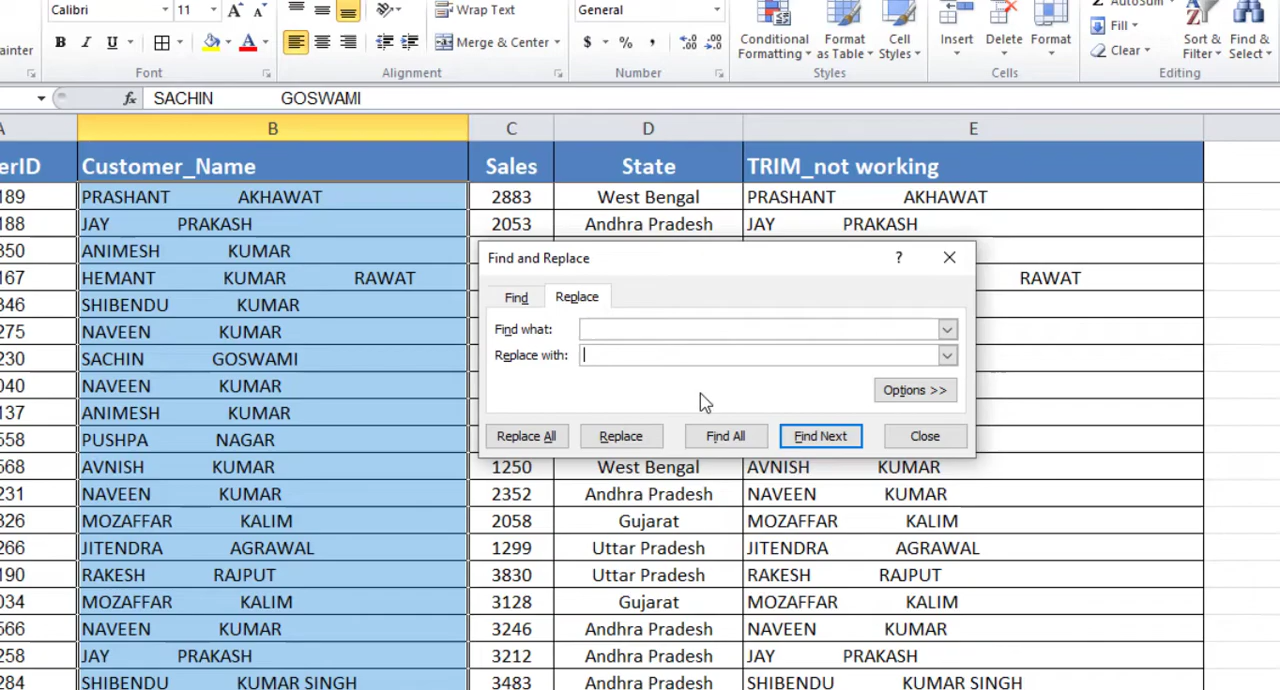 Calibri 11 A A Wrap Text General AutoSum
ainter B I U Merge & Center $ % , .0 .00 .00 .0 Conditional Formatting Format as Table Cell Styles Insert Delete Format Fill Clear Sort & Filter Find & Select
Font Alignment Number Styles Cells Editing
fx SACHIN GOSWAMI
A B C D E
erID Customer_Name Sales State TRIM_not working
189 PRASHANT AKHAWAT 2883 West Bengal PRASHANT AKHAWAT
188 JAY PRAKASH 2053 Andhra Pradesh JAY PRAKASH
350 ANIMESH KUMAR
167 HEMANT KUMAR RAWAT RAWAT
346 SHIBENDU KUMAR
275 NAVEEN KUMAR
230 SACHIN GOSWAMI
040 NAVEEN KUMAR
137 ANIMESH KUMAR
558 PUSHPA NAGAR
Find and Replace ?
Find Replace
Find what:
Replace with:
Options >>
Replace All Replace Find All Find Next Close
568 AVNISH KUMAR 1250 West Bengal AVNISH KUMAR
231 NAVEEN KUMAR 2352 Andhra Pradesh NAVEEN KUMAR
326 MOZAFFAR KALIM 2058 Gujarat MOZAFFAR KALIM
266 JITENDRA AGRAWAL 1299 Uttar Pradesh JITENDRA AGRAWAL
190 RAKESH RAJPUT 3830 Uttar Pradesh RAKESH RAJPUT
034 MOZAFFAR KALIM 3128 Gujarat MOZAFFAR KALIM
566 NAVEEN KUMAR 3246 Andhra Pradesh NAVEEN KUMAR
258 JAY PRAKASH 3212 Andhra Pradesh JAY PRAKASH
284 SHIBENDU KUMAR SINGH 3483 Andhra Pradesh SHIBENDU KUMAR SINGH